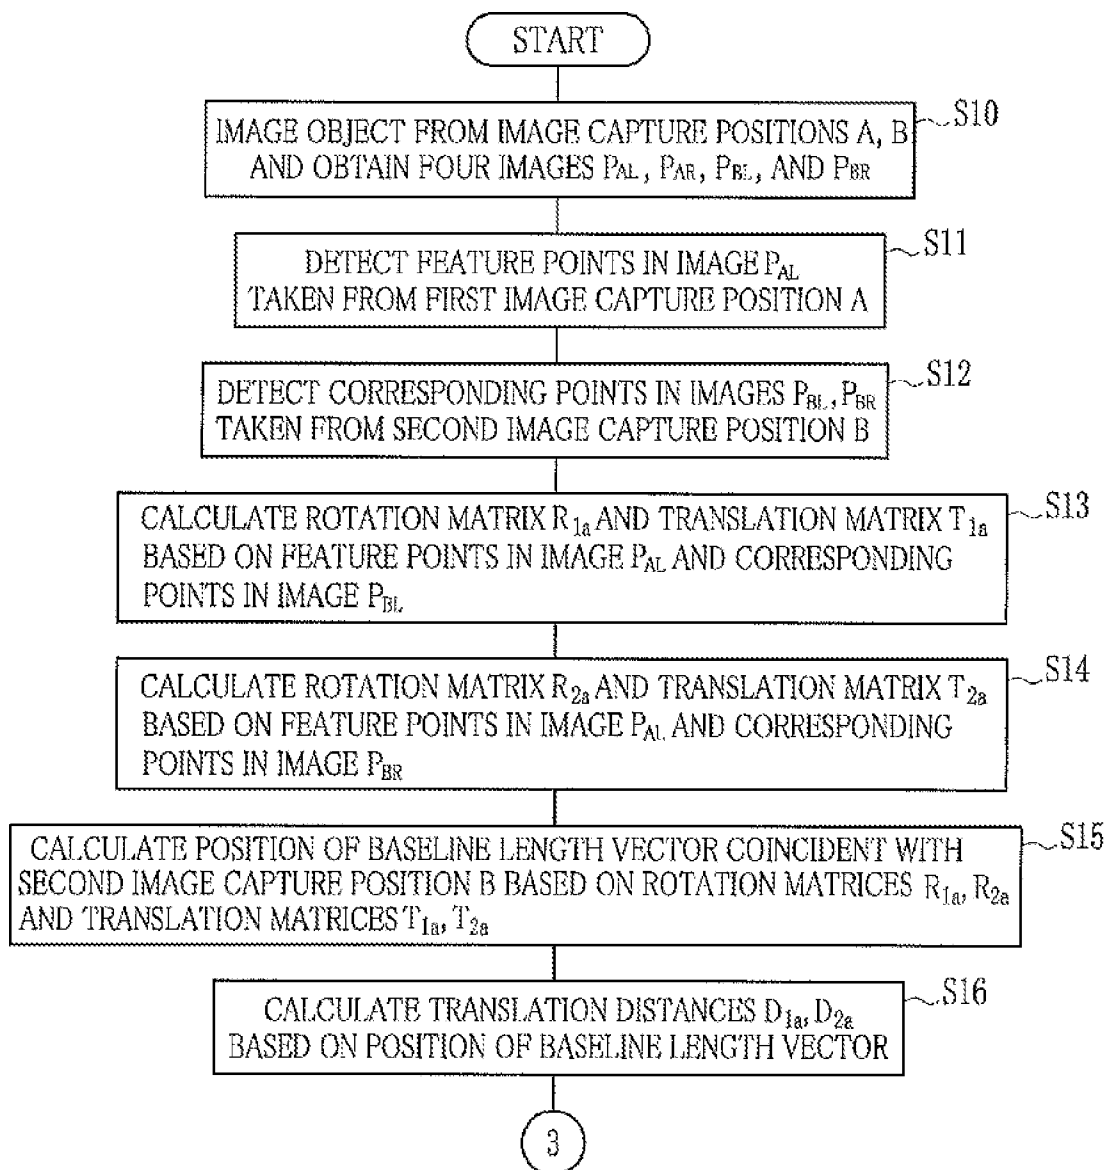 START
S10
IMAGE OBJECT FROM IMAGE CAPTURE POSITIONS A, B
AND OBTAIN FOUR IMAGES PAL, PAR, PBL, AND PBR
S11
DETECT FEATURE POINTS IN IMAGE PAL
TAKEN FROM FIRST IMAGE CAPTURE POSITION A
S12
DETECT CORRESPONDING POINTS IN IMAGES PBL, PBR
TAKEN FROM SECOND IMAGE CAPTURE POSITION B
S13
CALCULATE ROTATION MATRIX R1a AND TRANSLATION MATRIX T1a
BASED ON FEATURE POINTS IN IMAGE PAL AND CORRESPONDING
POINTS IN IMAGE PBL
S14
CALCULATE ROTATION MATRIX R2a AND TRANSLATION MATRIX T2a
BASED ON FEATURE POINTS IN IMAGE PAL AND CORRESPONDING
POINTS IN IMAGE PBR
S15
CALCULATE POSITION OF BASELINE LENGTH VECTOR COINCIDENT WITH
SECOND IMAGE CAPTURE POSITION B BASED ON ROTATION MATRICES R1a, R2a
AND TRANSLATION MATRICES T1a, T2a
S16
CALCULATE TRANSLATION DISTANCES D1a, D2a
BASED ON POSITION OF BASELINE LENGTH VECTOR
3